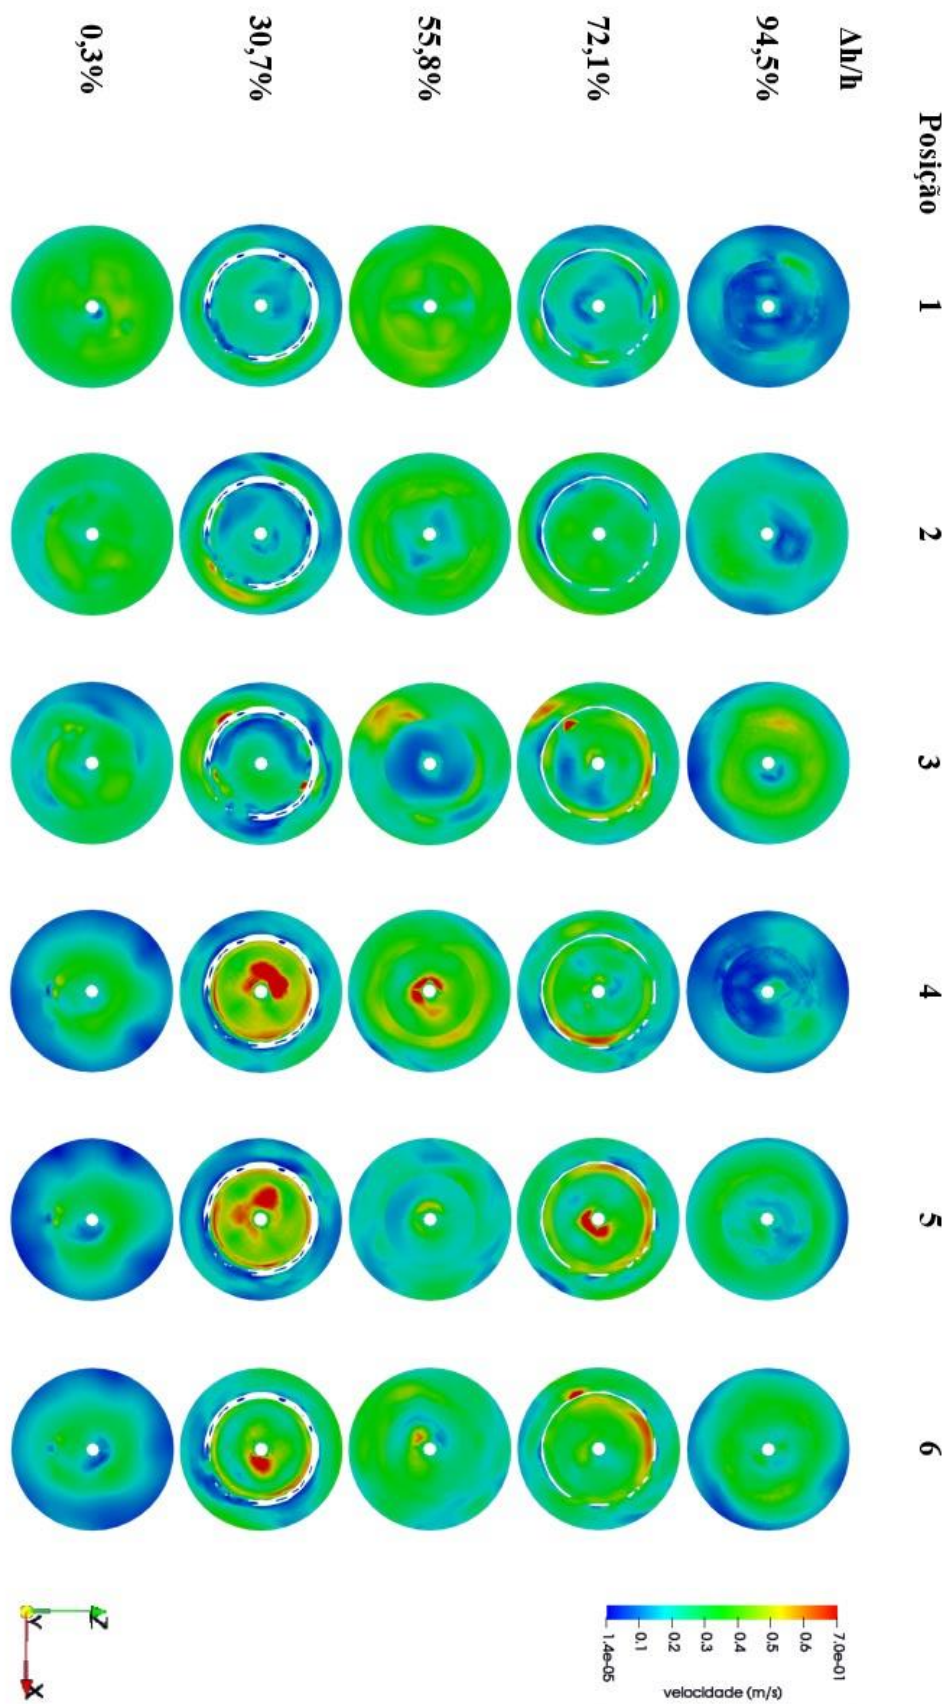 Posição 1 2 3 4 5 6
Δh/h
94,5%
72,1%
55,8%
30,7%
0,3%
7.0e-01
0.6
0.5
0.4
0.3
0.2
0.1
1.4e-05
velocidade (m/s)
Z
Y
X